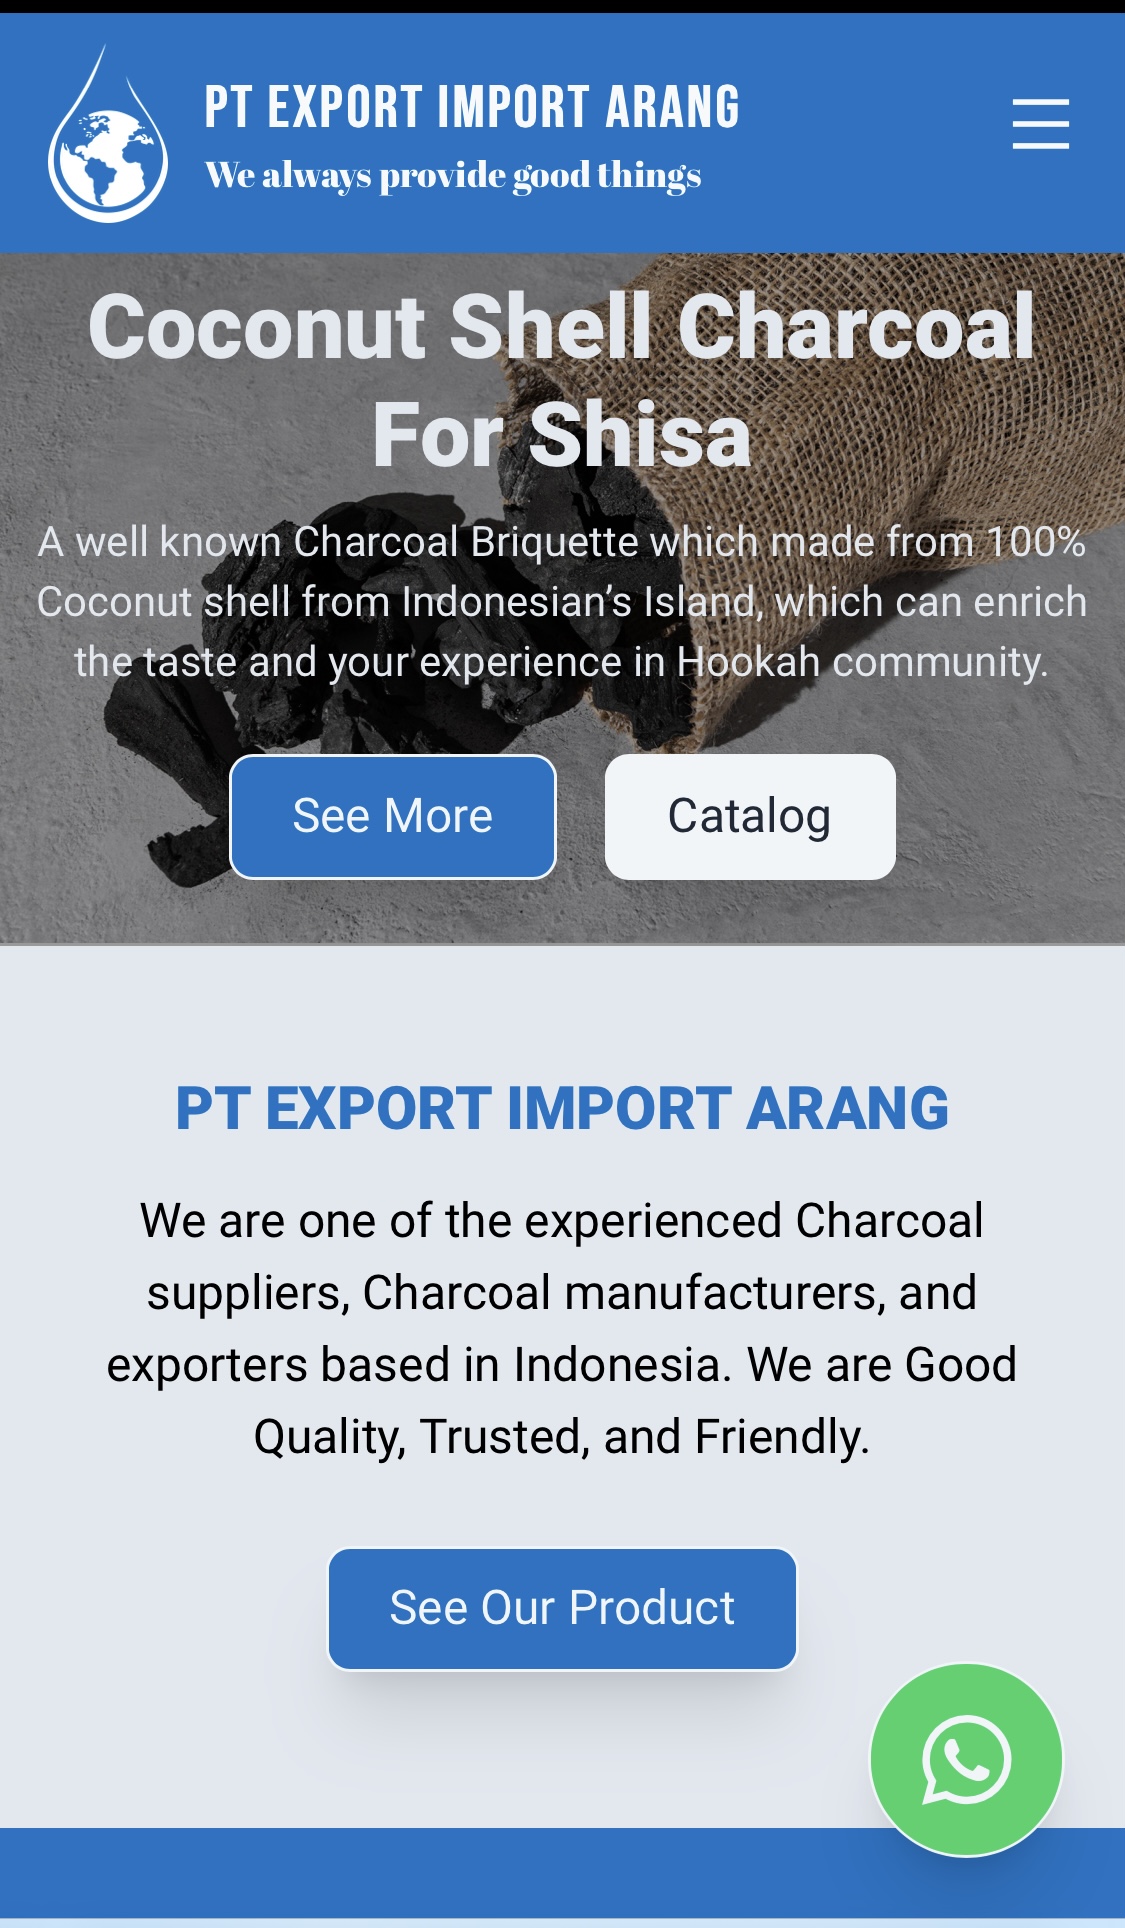 PT EXPORT IMPORT ARANG
We always provide good things
Coconut Shell Charcoal
For Shisa
A well known Charcoal Briquette which made from 100%
Coconut shell from Indonesian’s Island, which can enrich
the taste and your experience in Hookah community.
See More
Catalog
PT EXPORT IMPORT ARANG
We are one of the experienced Charcoal
suppliers, Charcoal manufacturers, and
exporters based in Indonesia. We are Good
Quality, Trusted, and Friendly.
See Our Product